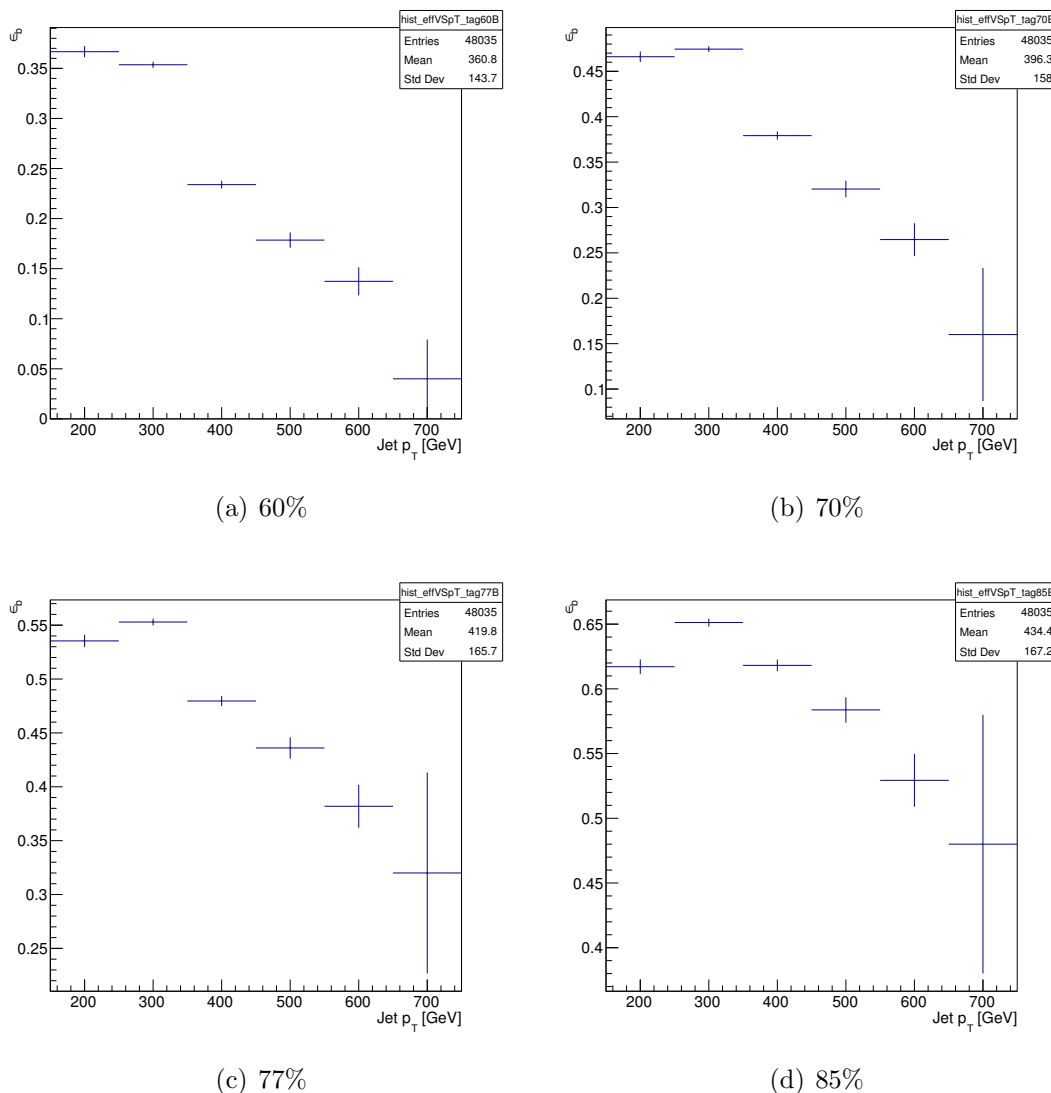 hist_effVSpT_tag60B
Entries 48035
Mean 360.8
Std Dev 143.7
ϵ_b
0.35
0.3
0.25
0.2
0.15
0.1
0.05
0
200 300 400 500 600 700
Jet p_T [GeV]
(a) 60%
hist_effVSpT_tag70B
Entries 48035
Mean 396.3
Std Dev 158
ϵ_b
0.45
0.4
0.35
0.3
0.25
0.2
0.15
0.1
200 300 400 500 600 700
Jet p_T [GeV]
(b) 70%
hist_effVSpT_tag77B
Entries 48035
Mean 419.8
Std Dev 165.7
ϵ_b
0.55
0.5
0.45
0.4
0.35
0.3
0.25
200 300 400 500 600 700
Jet p_T [GeV]
(c) 77%
hist_effVSpT_tag85B
Entries 48035
Mean 434.4
Std Dev 167.2
ϵ_b
0.65
0.6
0.55
0.5
0.45
0.4
200 300 400 500 600 700
Jet p_T [GeV]
(d) 85%